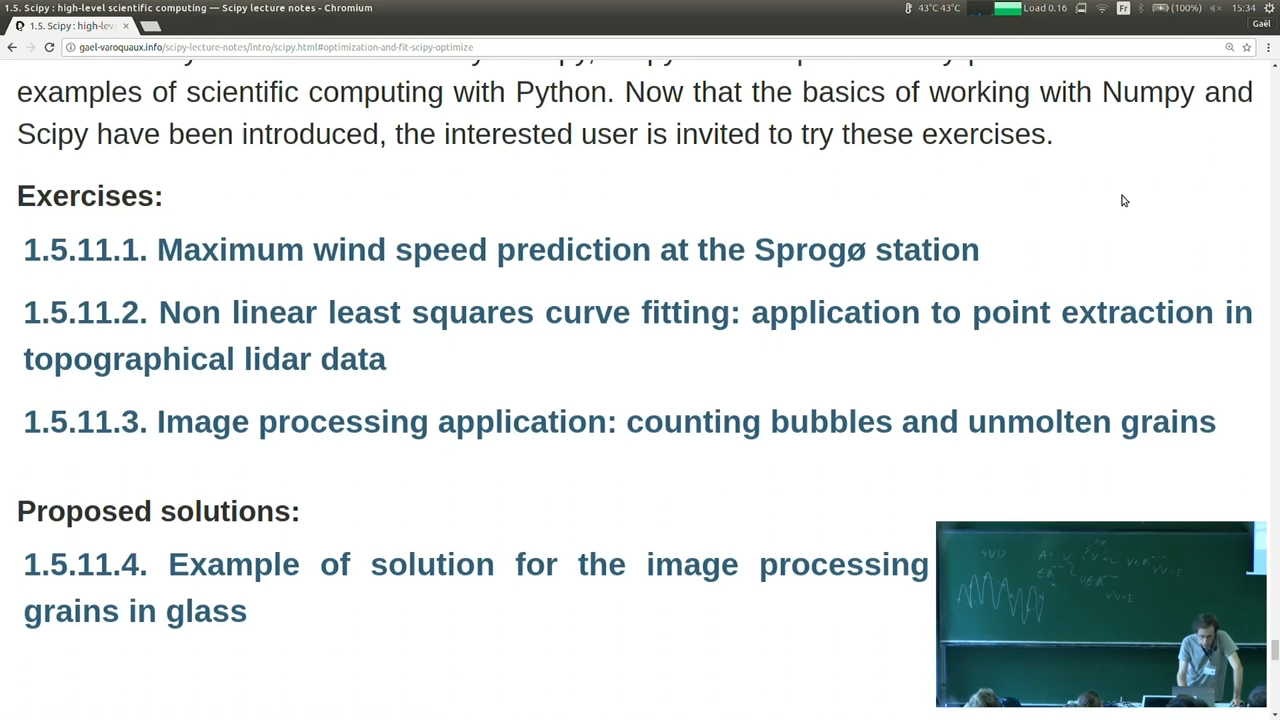 1.5. Scipy : high-level scientific computing — Scipy lecture notes - Chromium
43°C 43°C Load 0.16 Fr (100%) 15:34
1.5. Scipy : high-lev
Gaël
gael-varoquaux.info/scipy-lecture-notes/intro/scipy.html#optimization-and-fit-scipy-optimize
examples of scientific computing with Python. Now that the basics of working with Numpy and
Scipy have been introduced, the interested user is invited to try these exercises.
Exercises:
1.5.11.1. Maximum wind speed prediction at the Sprogø station
1.5.11.2. Non linear least squares curve fitting: application to point extraction in
topographical lidar data
1.5.11.3. Image processing application: counting bubbles and unmolten grains
Proposed solutions:
1.5.11.4. Example of solution for the image processing
grains in glass
SVD